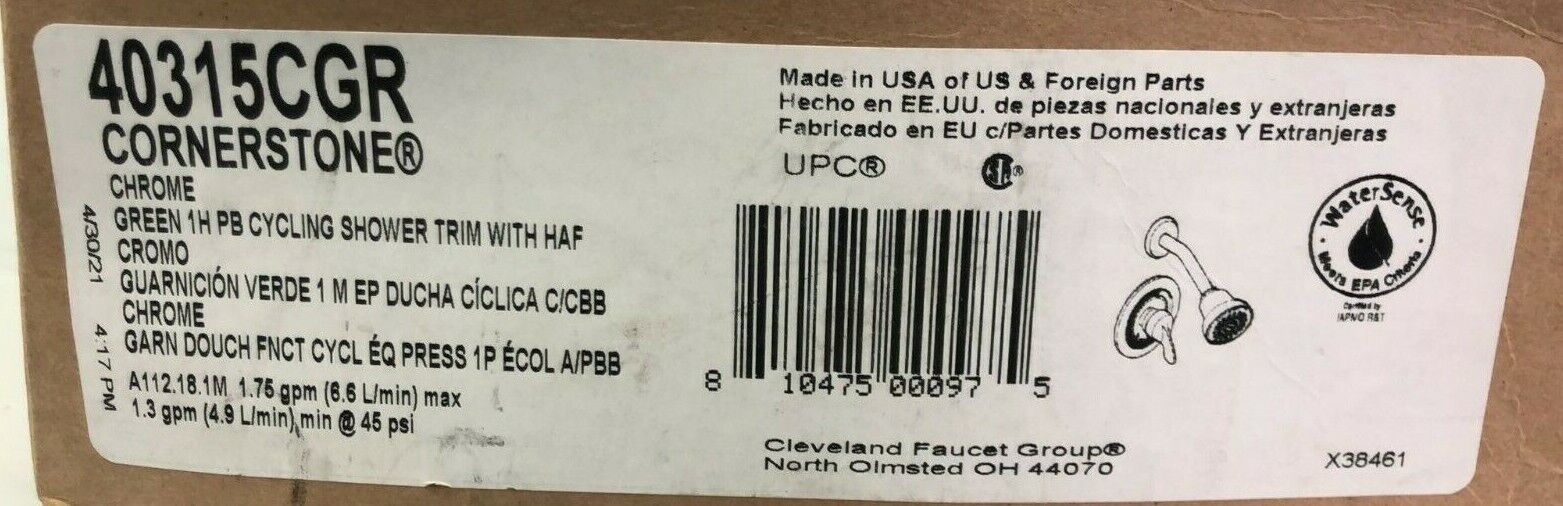 40315CGR
CORNERSTONE®
CHROME
GREEN 1H PB CYCLING SHOWER TRIM WITH HAF
CROMO
GUARNICIÓN VERDE 1 M EP DUCHA CÍCLICA C/CBB
CHROME
GARN DOUCH FNCT CYCL ÉQ PRESS 1P ÉCOL A/PBB
A112.18.1M 1.75 gpm (6.6 L/min) max
1.3 gpm (4.9 L/min) min @ 45 psi
4/30/21 4:17 PM
Made in USA of US & Foreign Parts
Hecho en EE.UU. de piezas nacionales y extranjeras
Fabricado en EU c/Partes Domesticas Y Extranjeras
UPC® ®
8 10475 00097 5
Cleveland Faucet Group®
North Olmsted OH 44070
WaterSense
Meets EPA Criteria
Certified by
IAPMO R&T
X38461